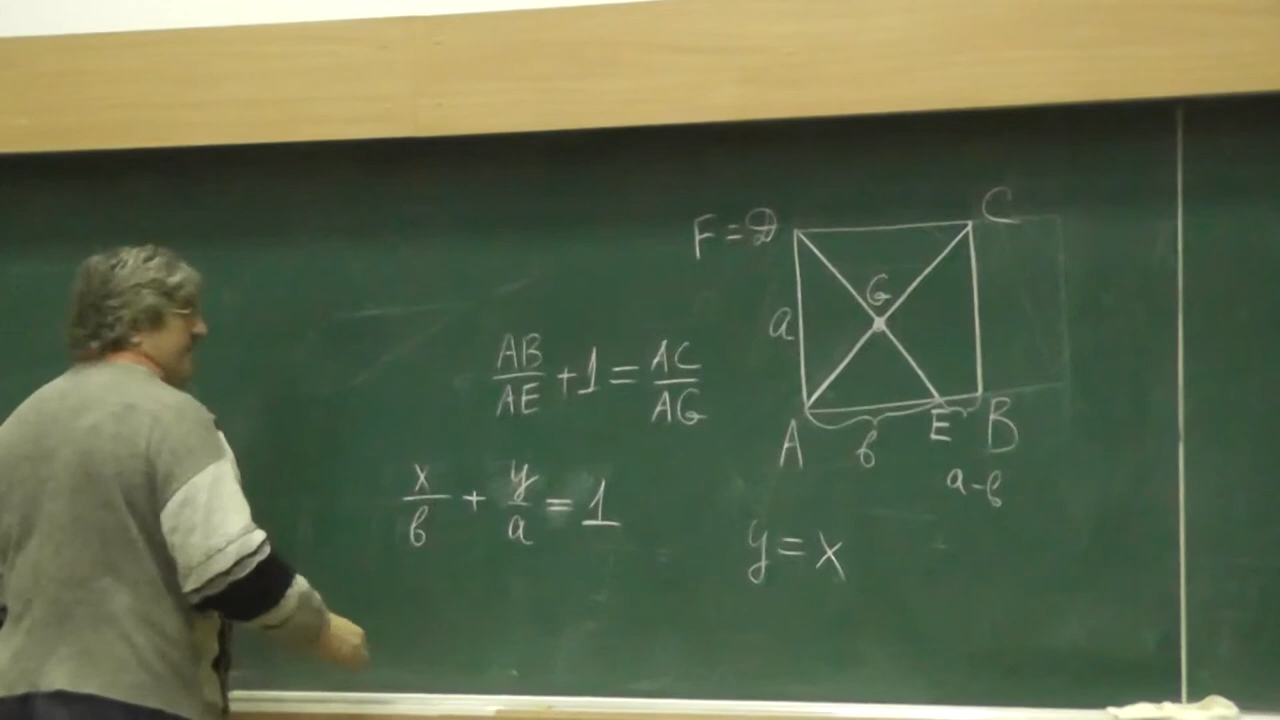 C
F = D
G
a
AB/AE + 1 = AC/AG
A
в
E
B
a - в
x/в + y/a = 1
y = x